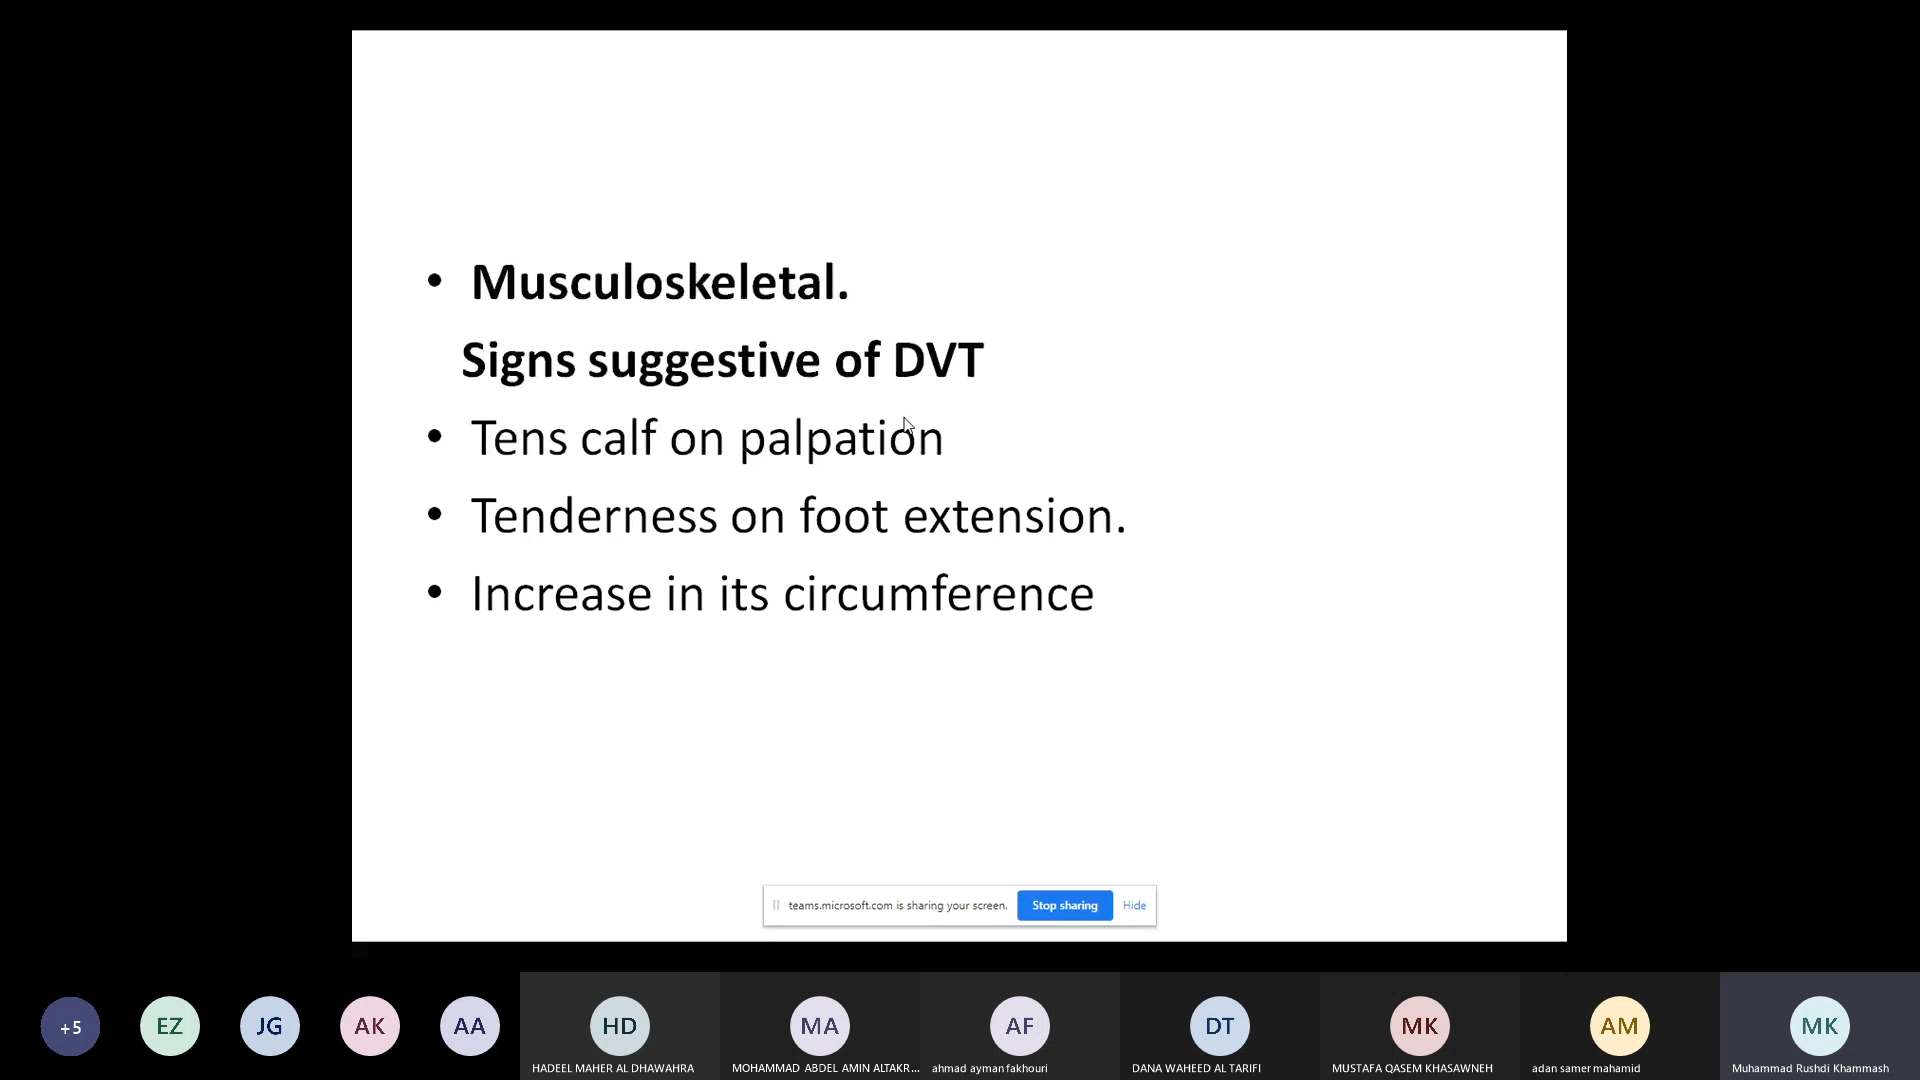 • Musculoskeletal.
Signs suggestive of DVT
• Tens calf on palpation
• Tenderness on foot extension.
• Increase in its circumference
teams.microsoft.com is sharing your screen. Stop sharing Hide
+5 EZ JG AK AA HD MA AF DT MK AM MK
HADEEL MAHER AL DHAWAHRA MOHAMMAD ABDEL AMIN ALTAKR... ahmad ayman fakhouri DANA WAHEED AL TARIFI MUSTAFA QASEM KHASAWNEH adan samer mahamid Muhammad Rushdi Khammash